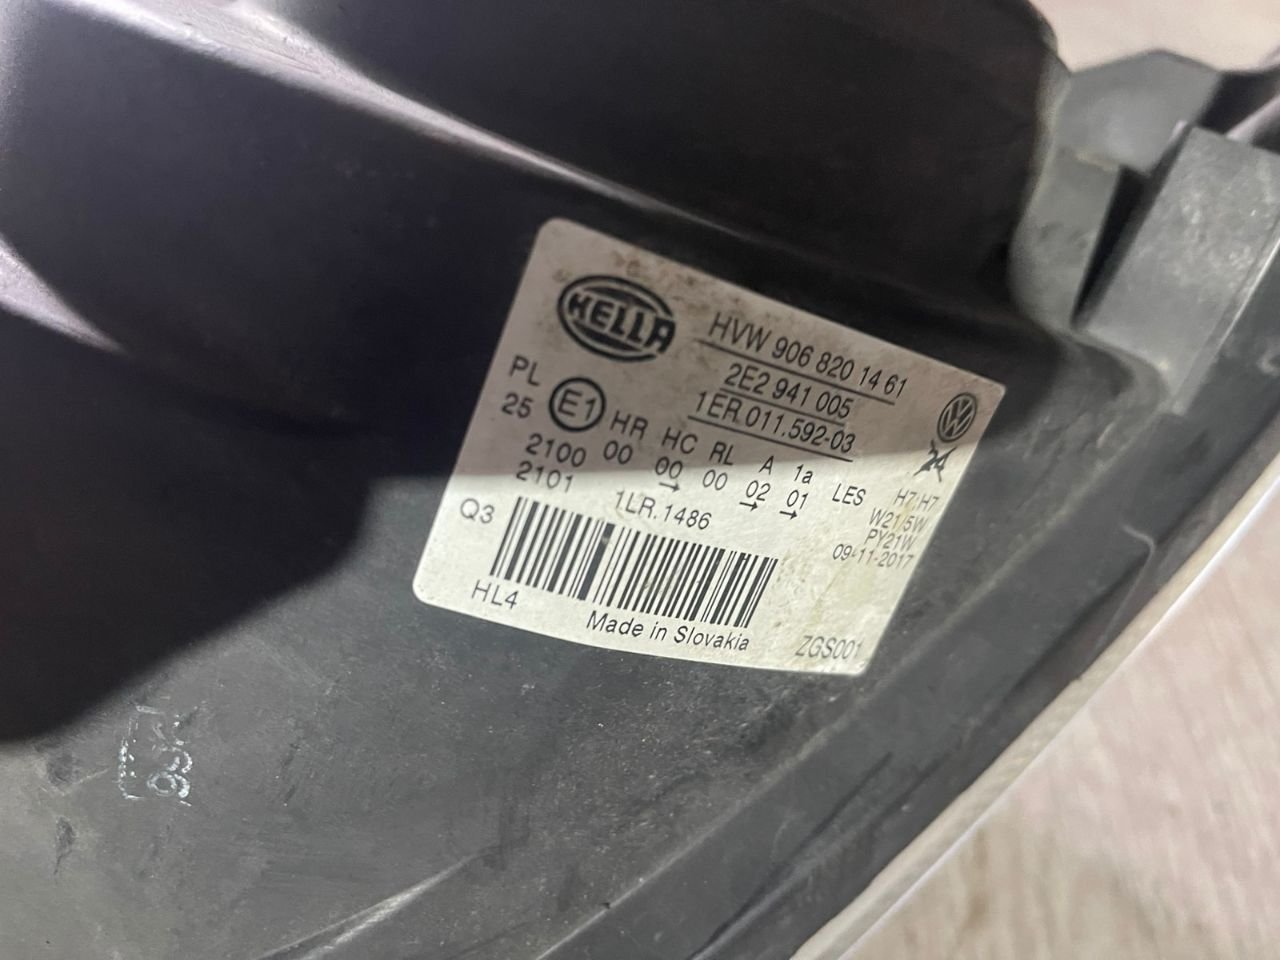 HELLA
HVW 906 820 14 61
2E2 941 005
1ER.011.592-03
PL E1 HR HC RL A 1a
25 2100 00 00 00 02 01 LES H7.H7
2101 1LR.1486 W21/5W
Q3 PY21W
09-11-2017
HL4
Made in Slovakia
ZGS001
VW
24